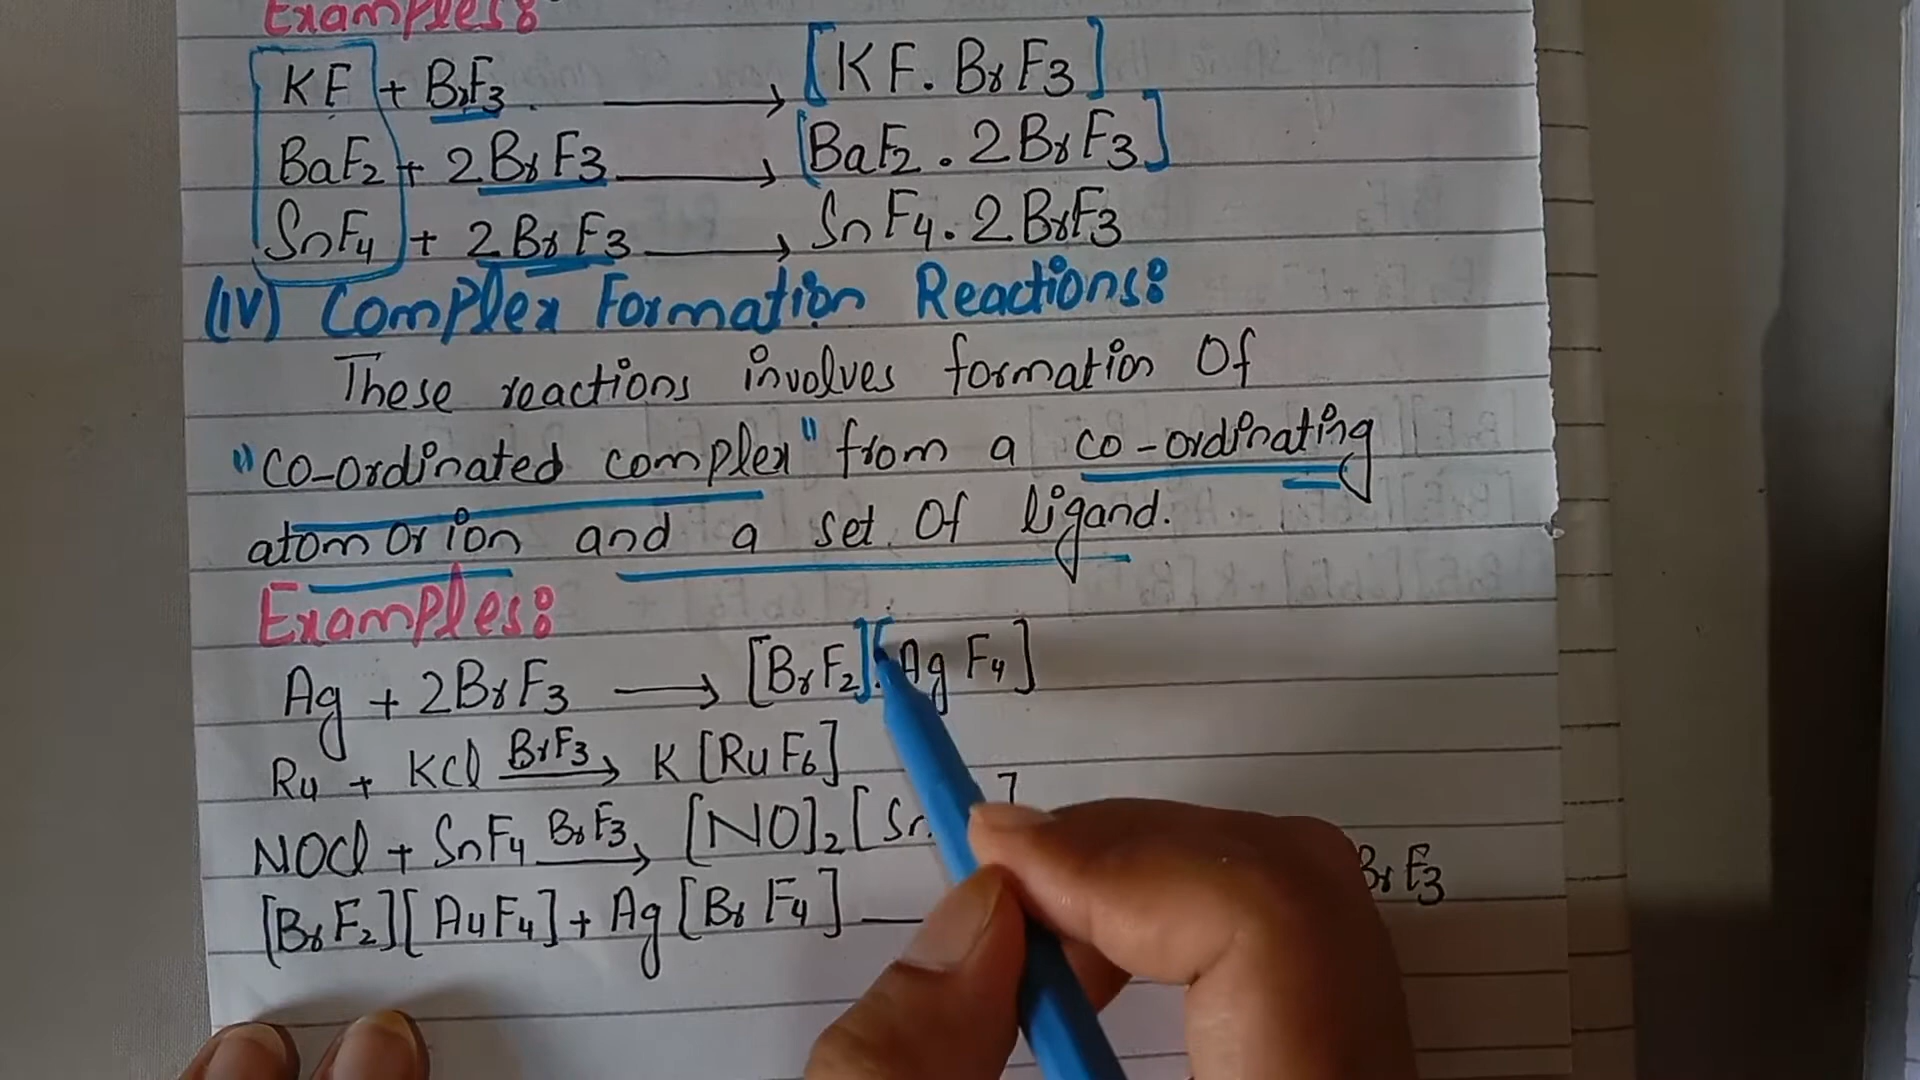 Examples:
KF + BrF3 ⟶ [KF. BrF3]
BaF2 + 2BrF3 ⟶ [BaF2 . 2BrF3]
SnF4 + 2BrF3 ⟶ SnF4. 2BrF3
(IV) Complex Formation Reactions:
These reactions involves formation Of
"co-ordinated complex" from a co-ordinating
atom or ion and a set Of ligand.
Examples:
Ag + 2BrF3 ⟶ [BrF2][AgF4]
Ru + KCl BrF3⟶ K [RuF6]
NOCl + SnF4 BrF3⟶ [NO]2 [Sn ]
[BrF2][AuF4] + Ag [BrF4] — BrF3